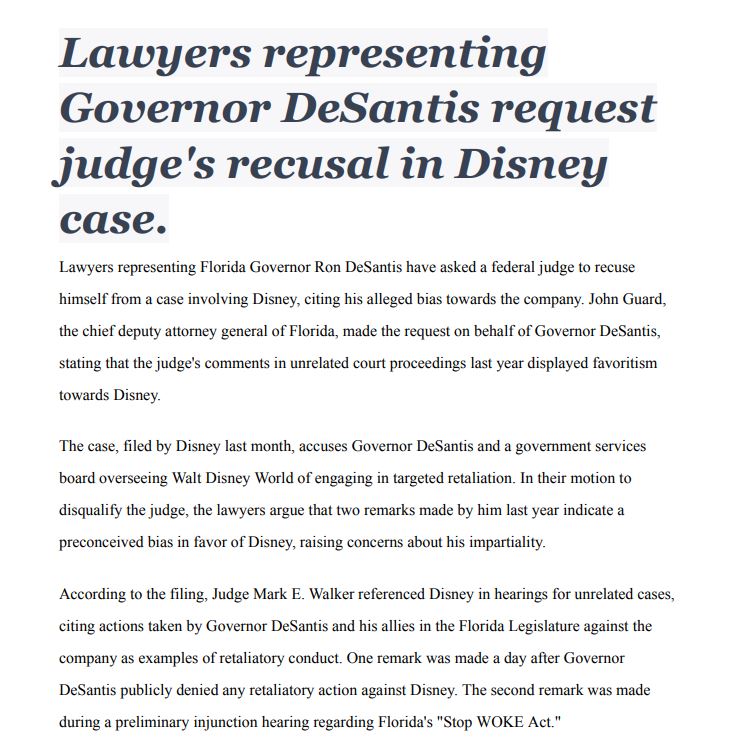 Lawyers representing
Governor DeSantis request
judge's recusal in Disney
case.
Lawyers representing Florida Governor Ron DeSantis have asked a federal judge to recuse
himself from a case involving Disney, citing his alleged bias towards the company. John Guard,
the chief deputy attorney general of Florida, made the request on behalf of Governor DeSantis,
stating that the judge's comments in unrelated court proceedings last year displayed favoritism
towards Disney.
The case, filed by Disney last month, accuses Governor DeSantis and a government services
board overseeing Walt Disney World of engaging in targeted retaliation. In their motion to
disqualify the judge, the lawyers argue that two remarks made by him last year indicate a
preconceived bias in favor of Disney, raising concerns about his impartiality.
According to the filing, Judge Mark E. Walker referenced Disney in hearings for unrelated cases,
citing actions taken by Governor DeSantis and his allies in the Florida Legislature against the
company as examples of retaliatory conduct. One remark was made a day after Governor
DeSantis publicly denied any retaliatory action against Disney. The second remark was made
during a preliminary injunction hearing regarding Florida's "Stop WOKE Act."